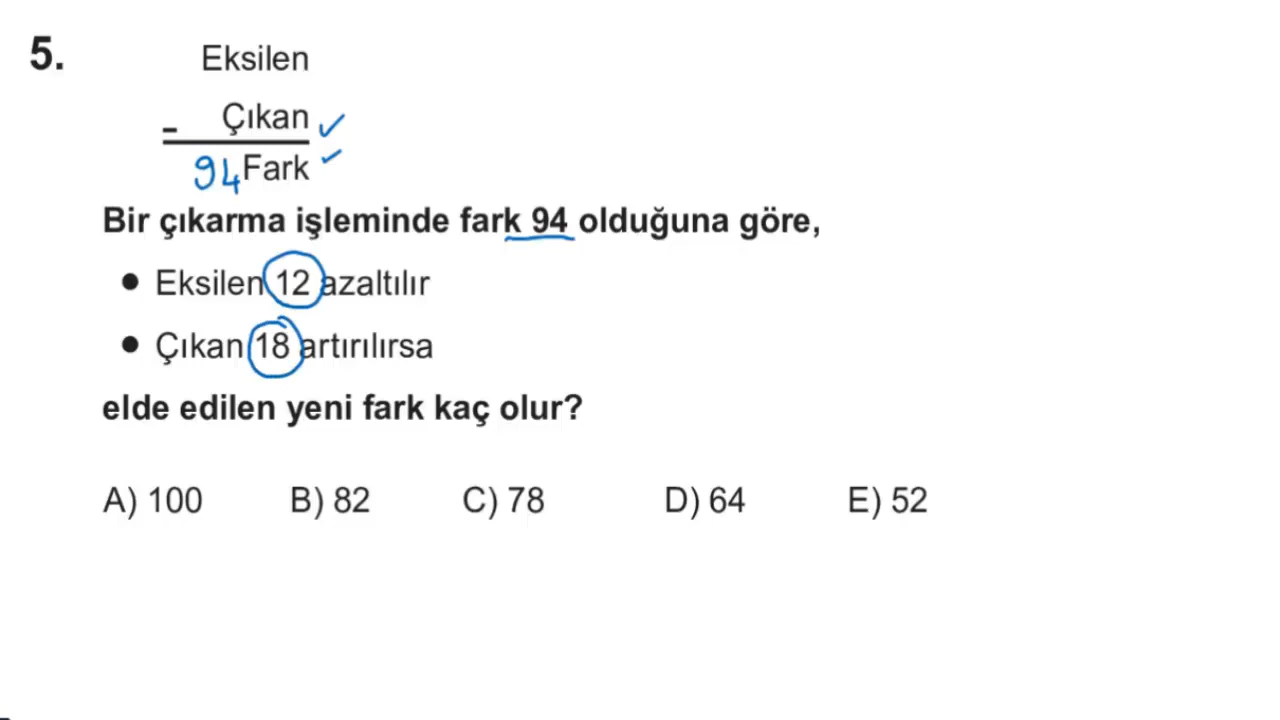 5.
Eksilen
- Çıkan ✓
94 Fark ✓
Bir çıkarma işleminde fark 94 olduğuna göre,
• Eksilen 12 azaltılır
• Çıkan 18 artırılırsa
elde edilen yeni fark kaç olur?
A) 100 B) 82 C) 78 D) 64 E) 52